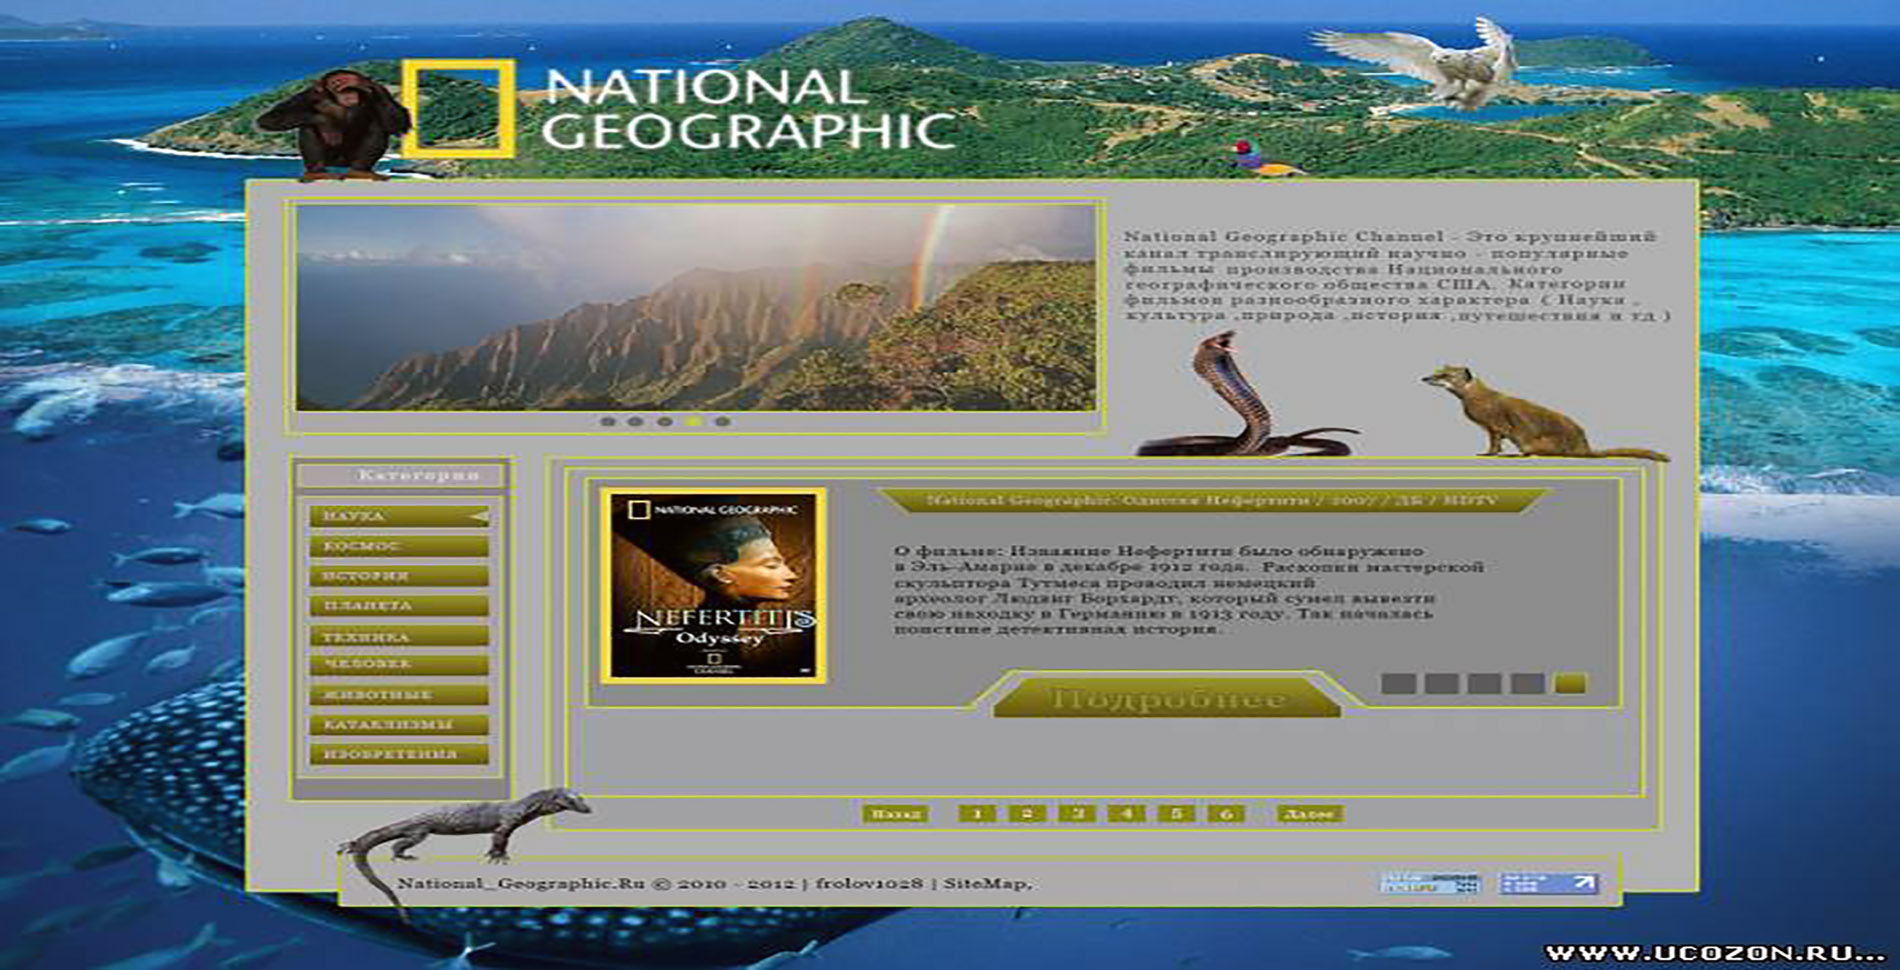 NATIONAL
GEOGRAPHIC
National Geographic Channel - Это крупнейший
канал транслирующий научно - популярные
фильмы производства Национального
географического общества США. Категории
фильмов разнообразного характера ( Наука ,
культура ,природа ,история ,путешествия и тд )
Категории
НАУКА
КОСМОС
ИСТОРИЯ
ПЛАНЕТА
ТЕХНИКА
ЧЕЛОВЕК
ЖИВОТНЫЕ
КАТАКЛИЗМЫ
ИЗОБРЕТЕНИЯ
NATIONAL GEOGRAPHIC
NEFERTITI'S
Odyssey
National Geographic. Одиссея Нефертити / 2007 / ДБ / HDTV
О фильме: Изваяние Нефертити было обнаружено
в Эль-Амарне в декабре 1912 года. Раскопки мастерской
скульптора Тутмеса проводил немецкий
археолог Людвиг Борхардт, который сумел вывезти
свою находку в Германию в 1913 году. Так началась
поистине детективная история.
Подробнее
Назад 1 2 3 4 5 6 Далее
National_Geographic.Ru © 2010 - 2012 | frolov1028 | SiteMap,
WWW.UCOZON.RU...